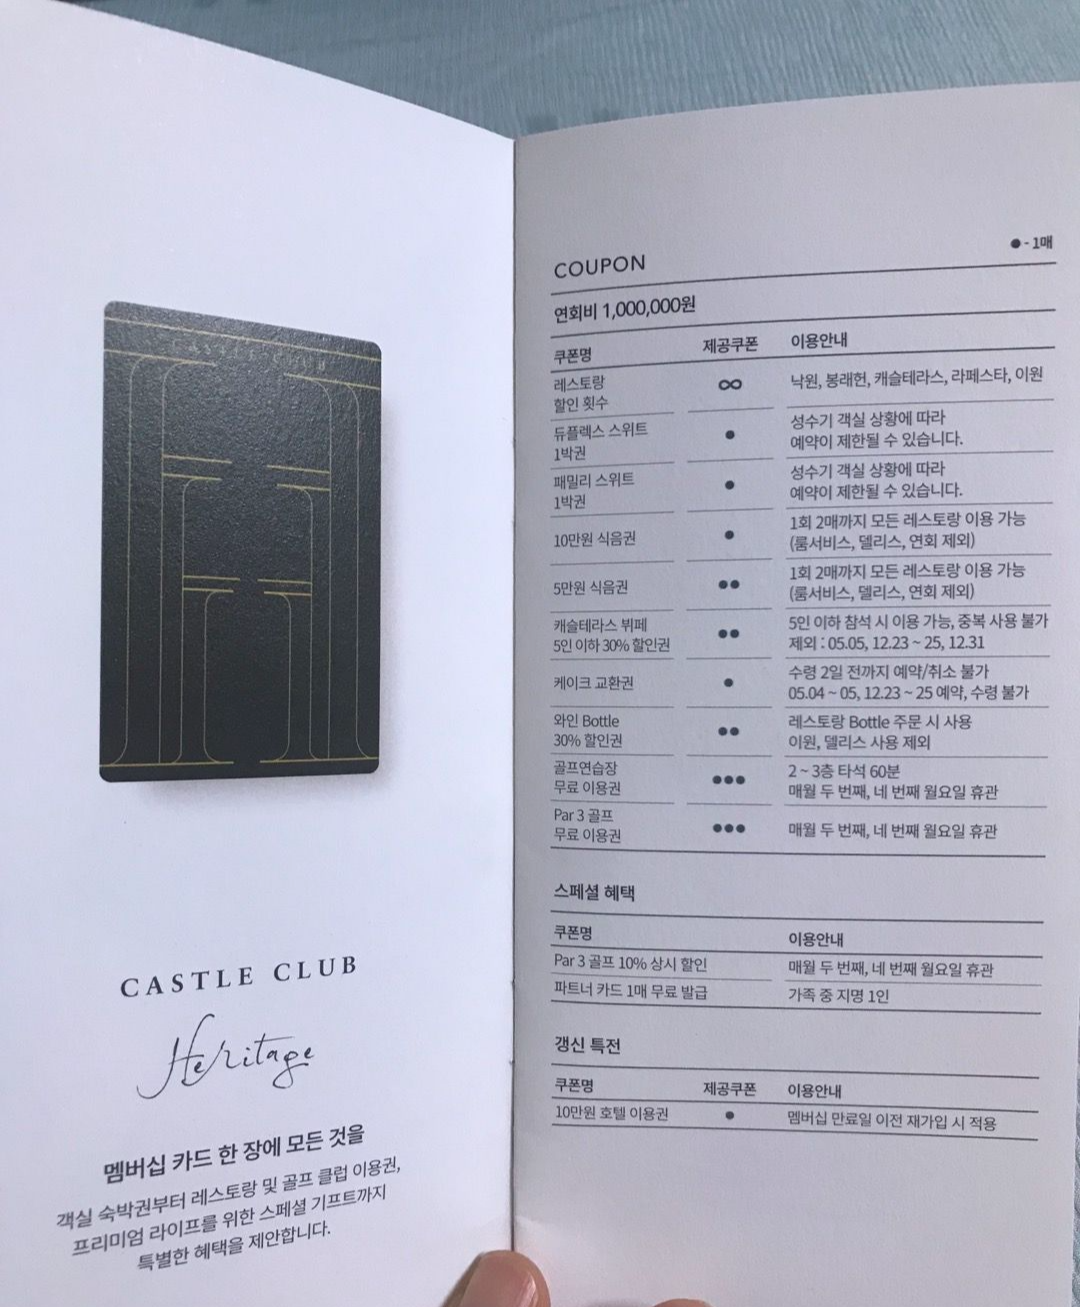 CASTLE CLUB
CASTLE CLUB
Heritage
멤버십 카드 한 장에 모든 것을
객실 숙박권부터 레스토랑 및 골프 클럽 이용권,
프리미엄 라이프를 위한 스페셜 기프트까지
특별한 혜택을 제안합니다.
● - 1매
COUPON
연회비 1,000,000원
쿠폰명 제공쿠폰 이용안내
레스토랑
할인 횟수
∞
낙원, 봉래헌, 캐슬테라스, 라페스타, 이원
듀플렉스 스위트
1박권
●
성수기 객실 상황에 따라
예약이 제한될 수 있습니다.
패밀리 스위트
1박권
●
성수기 객실 상황에 따라
예약이 제한될 수 있습니다.
10만원 식음권
●
1회 2매까지 모든 레스토랑 이용 가능
(룸서비스, 델리스, 연회 제외)
5만원 식음권
●●
1회 2매까지 모든 레스토랑 이용 가능
(룸서비스, 델리스, 연회 제외)
캐슬테라스 뷔페
5인 이하 30% 할인권
●●
5인 이하 참석 시 이용 가능, 중복 사용 불가
제외 : 05.05, 12.23 ~ 25, 12.31
케이크 교환권
●
수령 2일 전까지 예약/취소 불가
05.04 ~ 05, 12.23 ~ 25 예약, 수령 불가
와인 Bottle
30% 할인권
●●
레스토랑 Bottle 주문 시 사용
이원, 델리스 사용 제외
골프연습장
무료 이용권
●●●
2 ~ 3층 타석 60분
매월 두 번째, 네 번째 월요일 휴관
Par 3 골프
무료 이용권
●●●
매월 두 번째, 네 번째 월요일 휴관
스페셜 혜택
쿠폰명 이용안내
Par 3 골프 10% 상시 할인 매월 두 번째, 네 번째 월요일 휴관
파트너 카드 1매 무료 발급 가족 중 지명 1인
갱신 특전
쿠폰명 제공쿠폰 이용안내
10만원 호텔 이용권 ● 멤버십 만료일 이전 재가입 시 적용